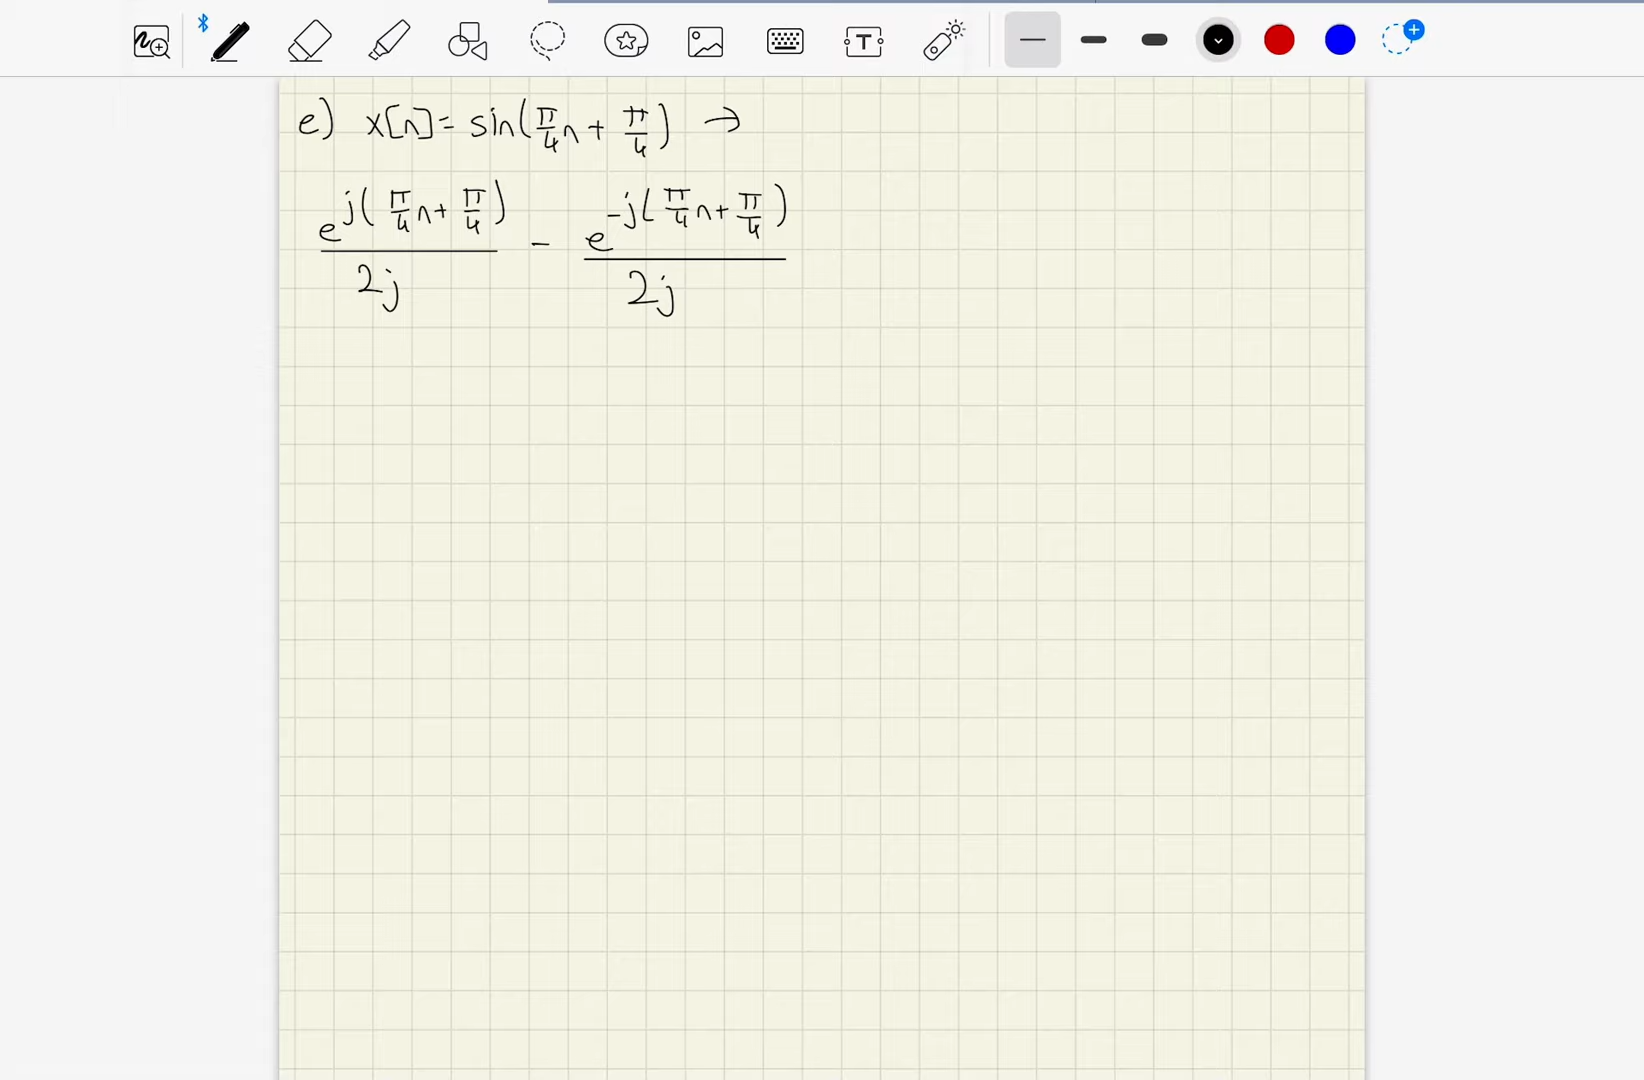 e) x[n] = sin(π/4 n + π/4) →
e^j(π/4 n + π/4) / 2j - e^-j(π/4 n + π/4) / 2j